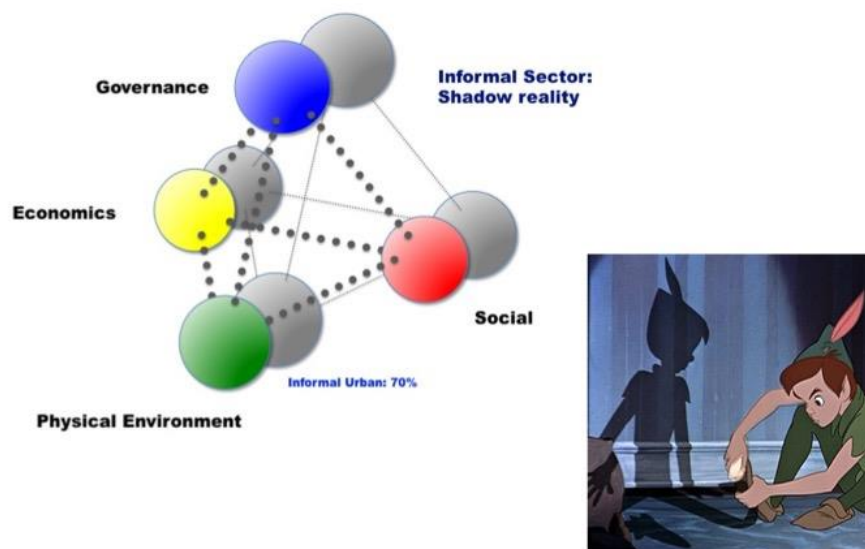 Governance
Informal Sector:
Shadow reality
Economics
Social
Informal Urban: 70%
Physical Environment